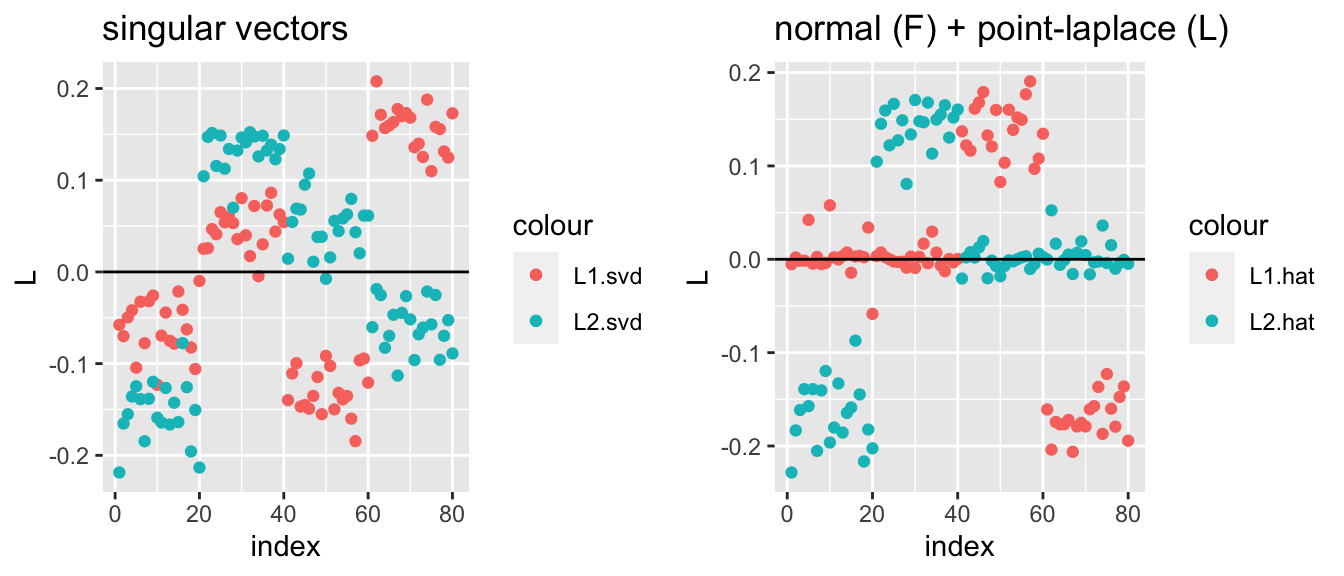 singular vectors
L
0.2
0.1
0.0
-0.1
-0.2
0 20 40 60 80
index
colour
L1.svd
L2.svd
normal (F) + point-laplace (L)
L
0.2
0.1
0.0
-0.1
-0.2
0 20 40 60 80
index
colour
L1.hat
L2.hat